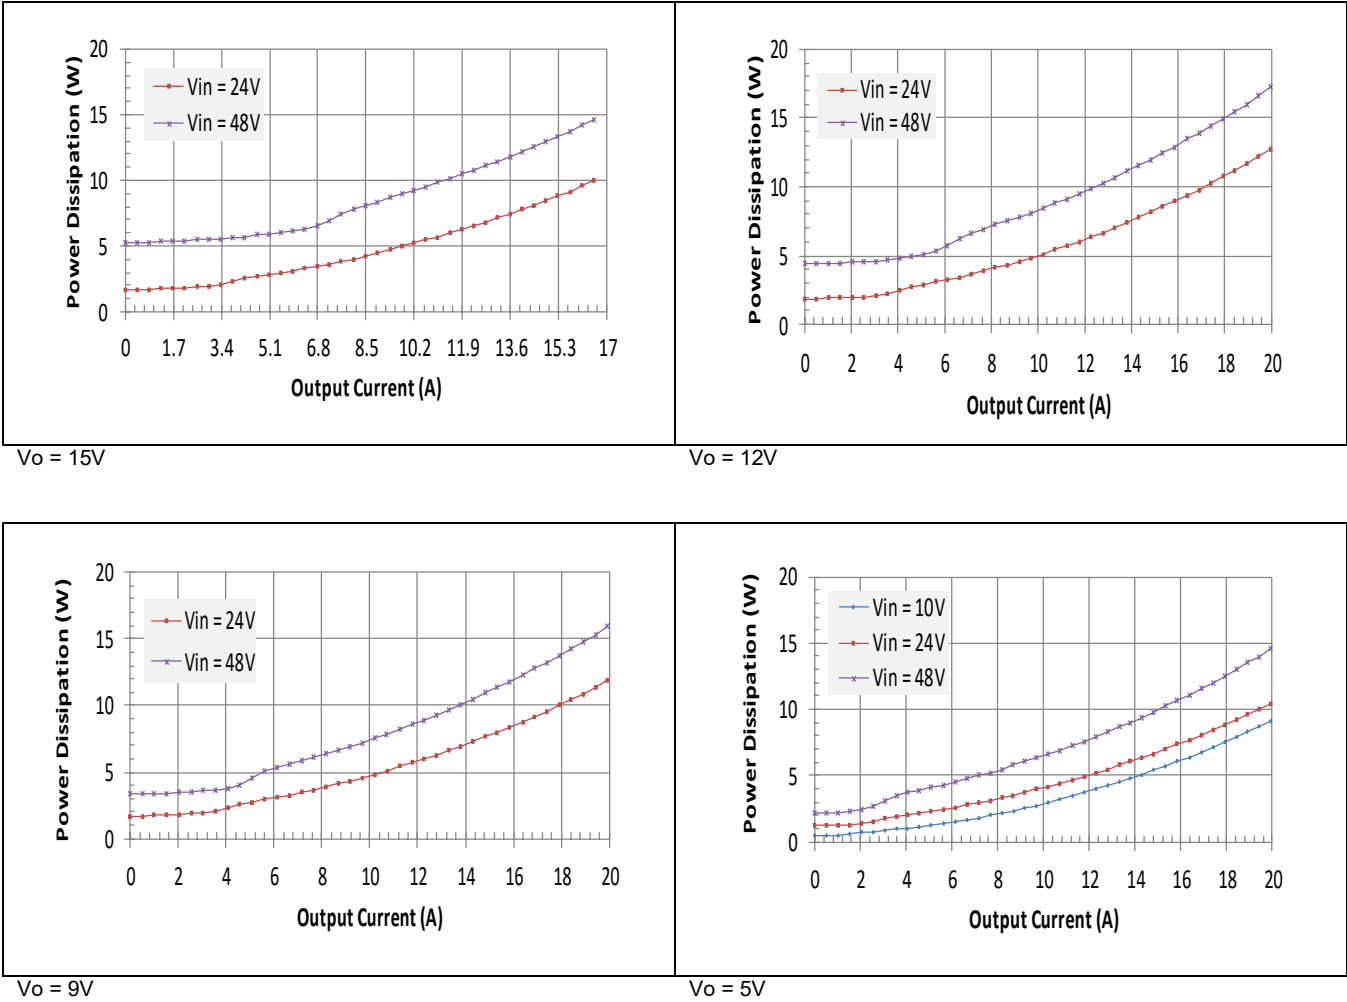 Power Dissipation (W)
20
15
10
5
0
Vin = 24V
Vin = 48V
0 1.7 3.4 5.1 6.8 8.5 10.2 11.9 13.6 15.3 17
Output Current (A)
Vo = 15V
Power Dissipation (W)
20
15
10
5
0
Vin = 24V
Vin = 48V
0 2 4 6 8 10 12 14 16 18 20
Output Current (A)
Vo = 12V
Power Dissipation (W)
20
15
10
5
0
Vin = 24V
Vin = 48V
0 2 4 6 8 10 12 14 16 18 20
Output Current (A)
Vo = 9V
Power Dissipation (W)
20
15
10
5
0
Vin = 10V
Vin = 24V
Vin = 48V
0 2 4 6 8 10 12 14 16 18 20
Output Current (A)
Vo = 5V